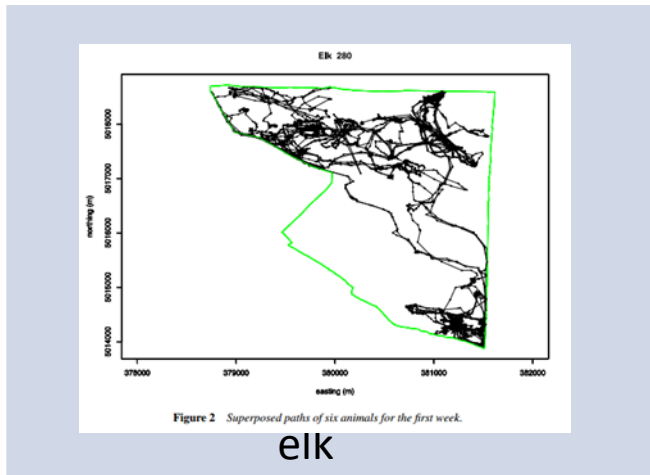 Elk 280
northing (m)
5014000 5015000 5016000 5017000 5018000
378000 379000 380000 381000 382000
easting (m)
Figure 2 Superposed paths of six animals for the first week.
elk